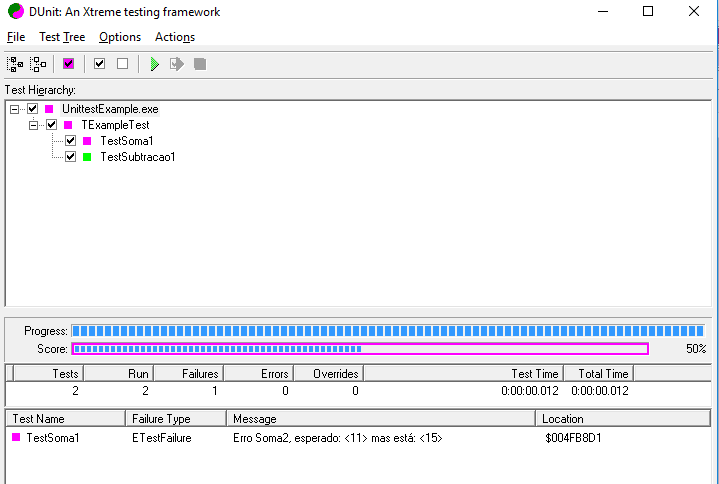 DUnit: An Xtreme testing framework
File Test Tree Options Actions
Test Hierarchy:
UnittestExample.exe
TExampleTest
TestSoma1
TestSubtracao1
Progress:
Score: 50%
Tests Run Failures Errors Overrides Test Time Total Time
2 2 1 0 0 0:00:00.012 0:00:00.012
Test Name Failure Type Message Location
TestSoma1 ETestFailure Erro Soma2, esperado: <11> mas está: <15> $004FB8D1